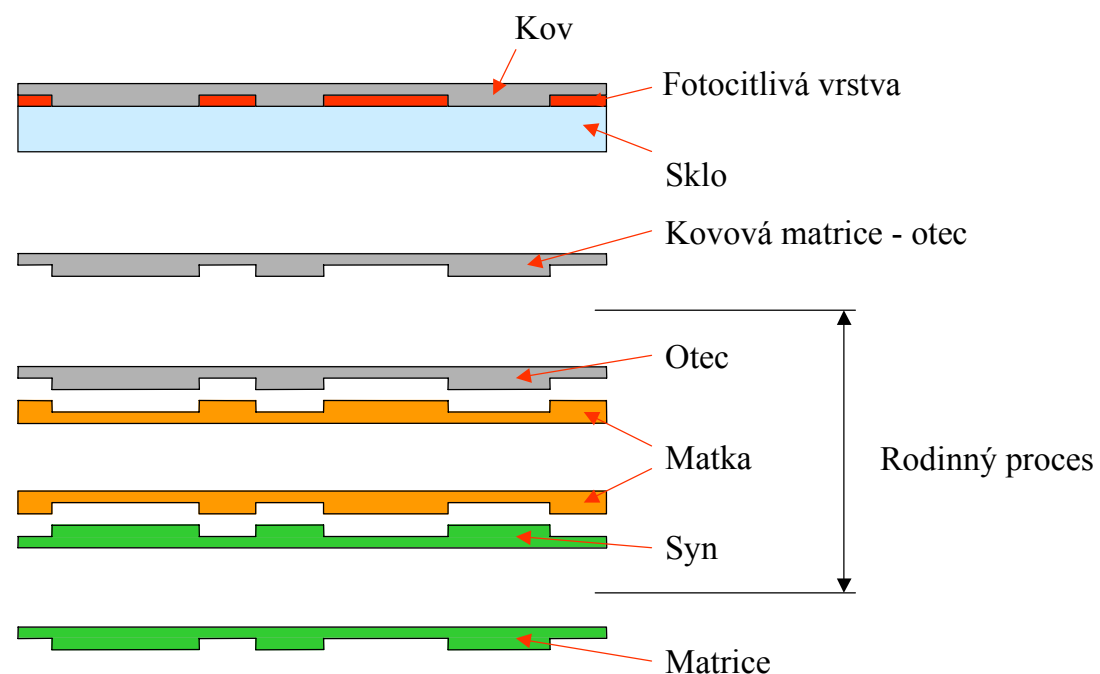 Kov
Fotocitlivá vrstva
Sklo
Kovová matrice - otec
Otec
Matka
Rodinný proces
Syn
Matrice